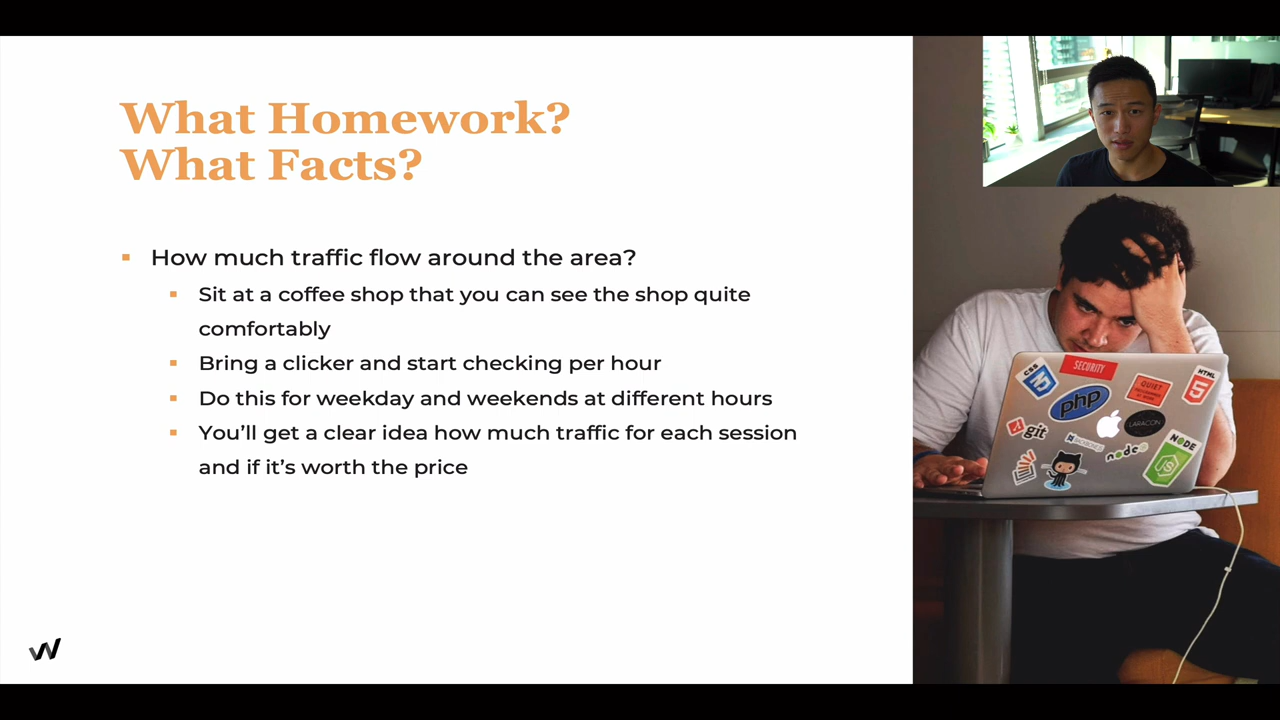 What Homework?
What Facts?
How much traffic flow around the area?
Sit at a coffee shop that you can see the shop quite
comfortably
Bring a clicker and start checking per hour
Do this for weekday and weekends at different hours
You'll get a clear idea how much traffic for each session
and if it's worth the price
W
CSS
3
SECURITY
php
QUIET
HTML
5
LARACON
git
node
NODE
JS